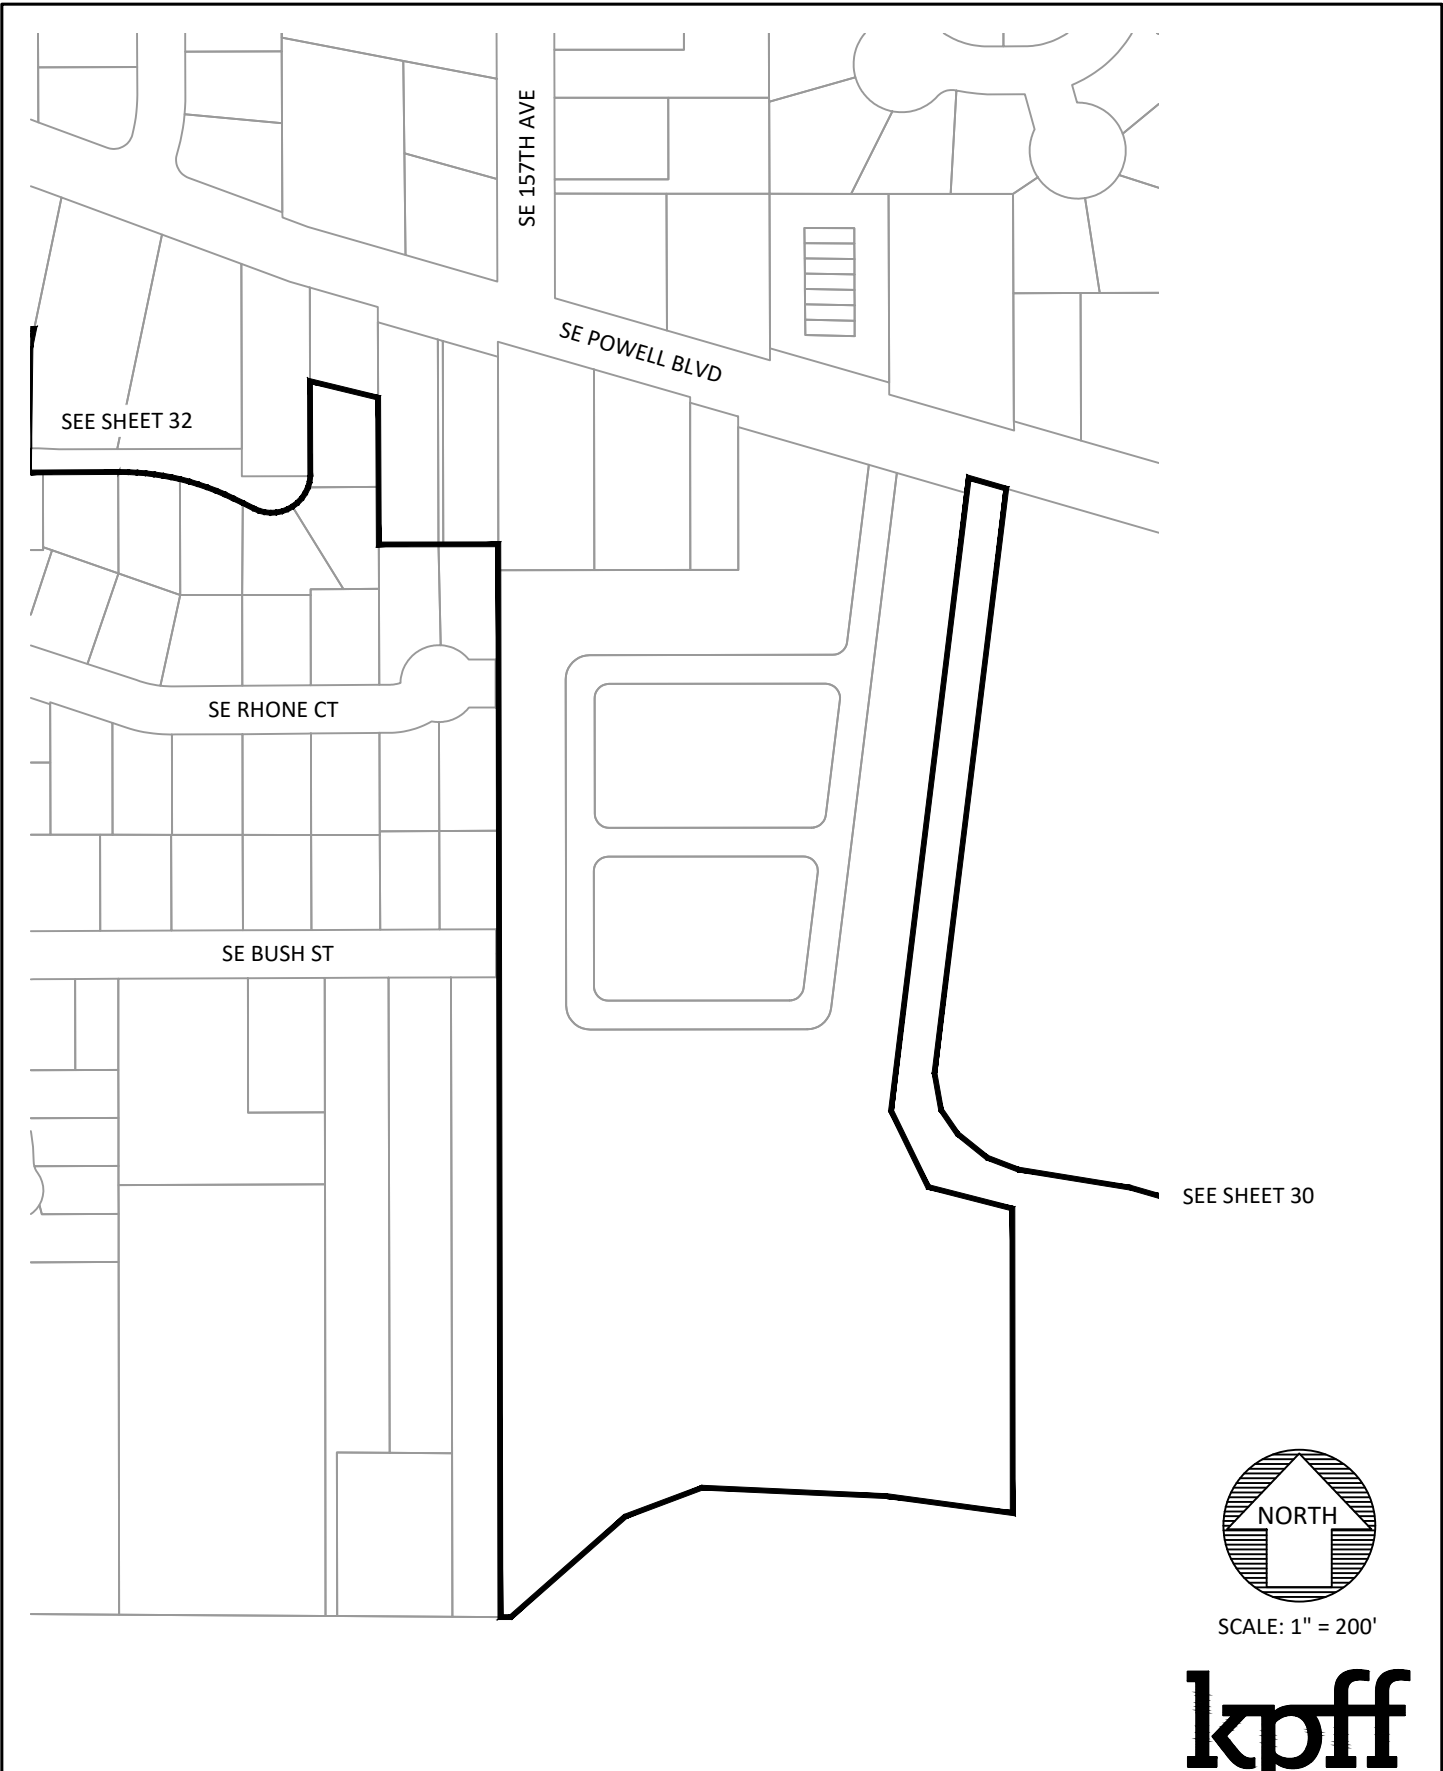 SE 157TH AVE
SE POWELL BLVD
SEE SHEET 32
SE RHONE CT
SE BUSH ST
SEE SHEET 30
NORTH
SCALE: 1" = 200'
kpff